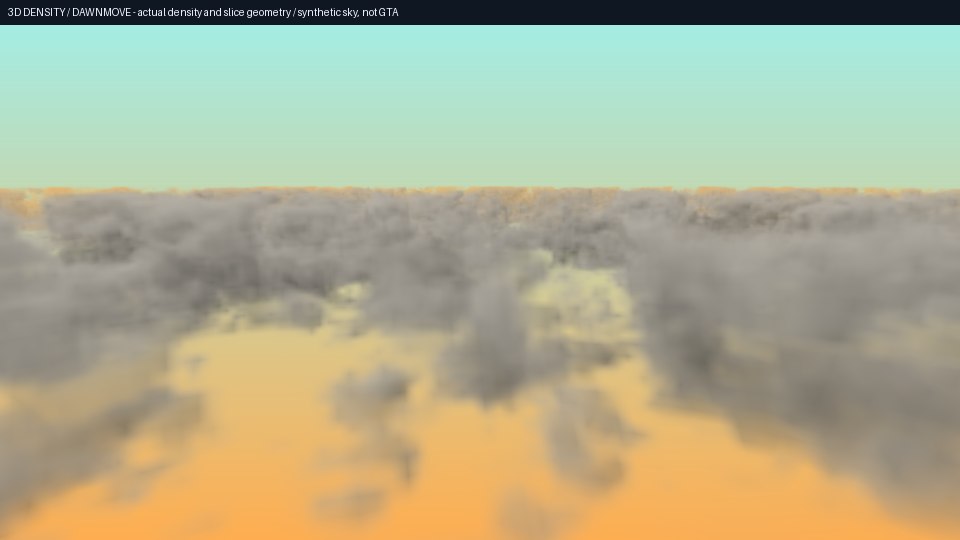 3D DENSITY / DAWNMOVE - actual density and slice geometry / synthetic sky, not GTA